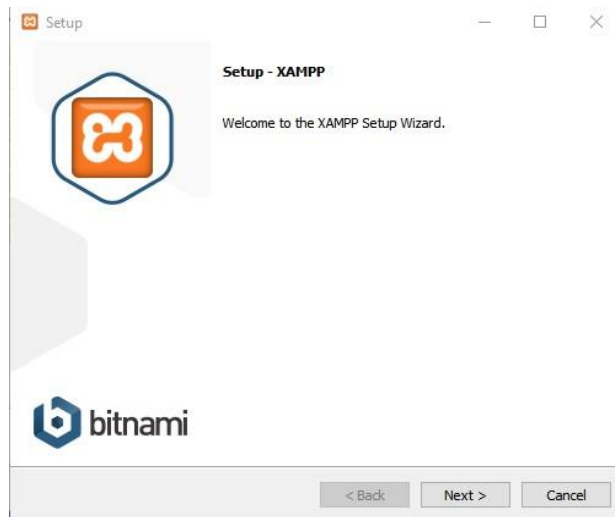 Setup
Setup - XAMPP
Welcome to the XAMPP Setup Wizard.
bitnami
< Back
Next >
Cancel